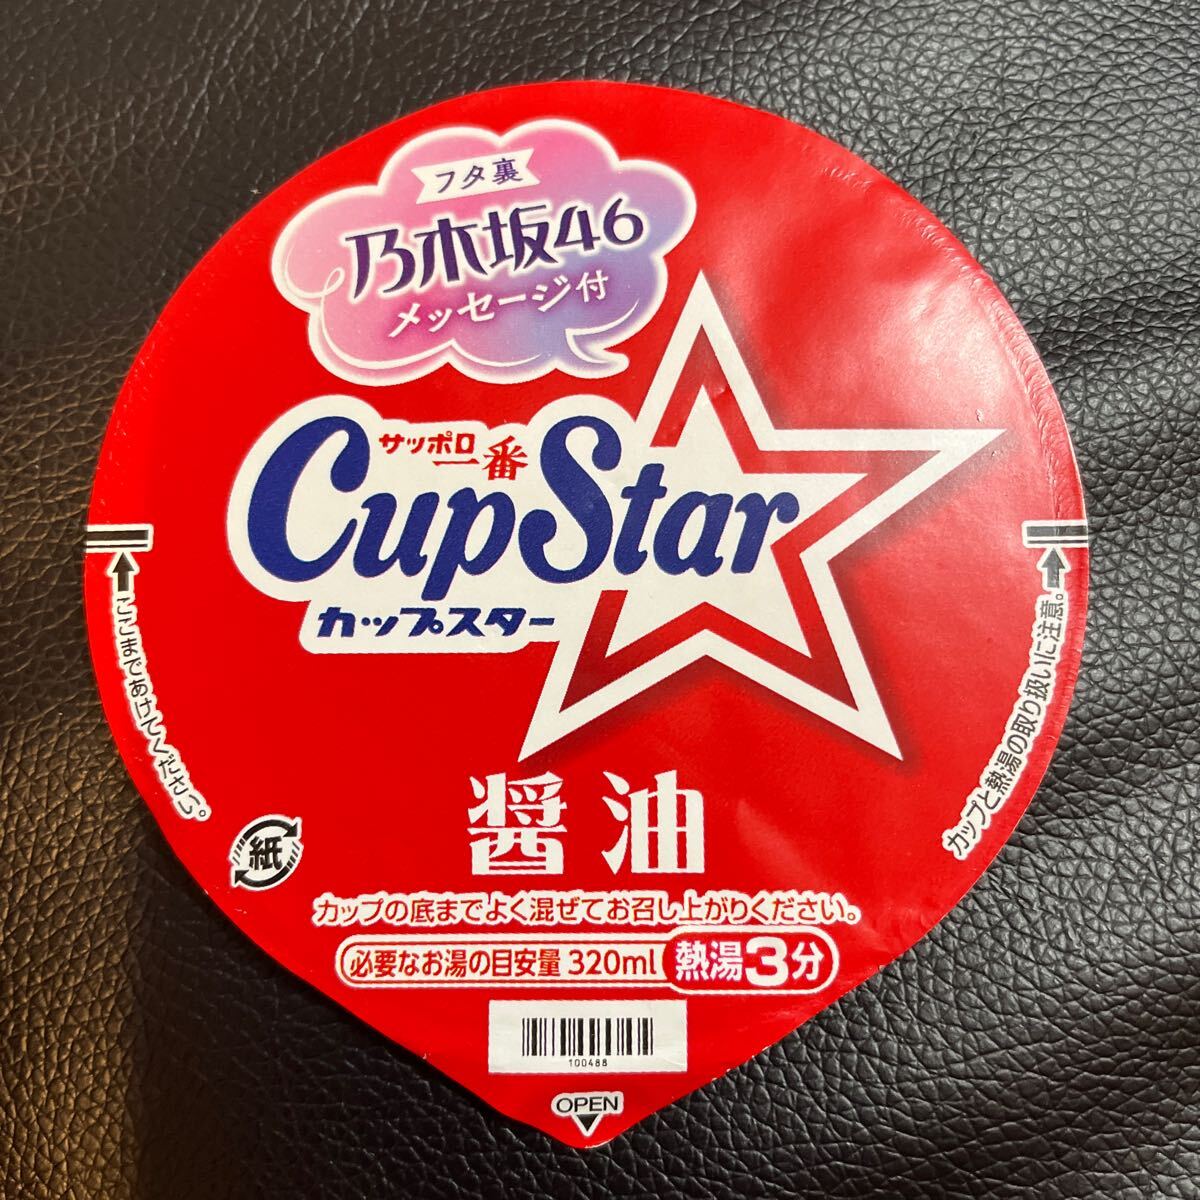 フタ裏
乃木坂46
メッセージ付
サッポロ一番
CupStar
カップスター
ここまであけてください。
カップと熱湯の取り扱いに注意。
醤油
紙
カップの底までよく混ぜてお召し上がりください。
必要なお湯の目安量 320ml 熱湯3分
100488
OPEN